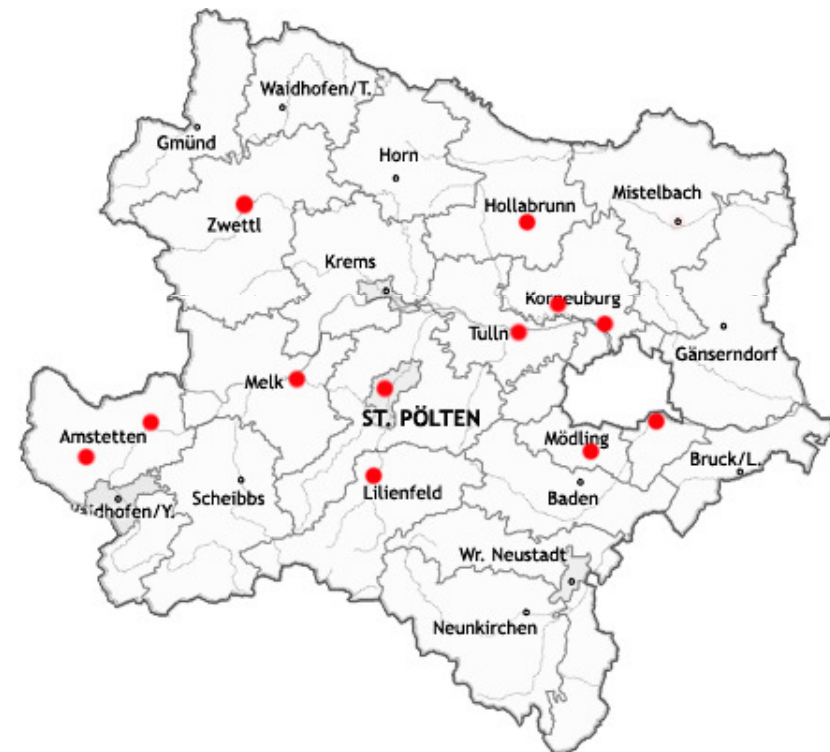 Waidhofen/T.
Gmünd
Horn
Mistelbach
Hollabrunn
Zwettl
Krems
Korneuburg
Tulln
Gänserndorf
Melk
ST. PÖLTEN
Amstetten
Mödling
Bruck/L.
Scheibbs
Lilienfeld
Baden
Waidhofen/Y.
Wr. Neustadt
Neunkirchen